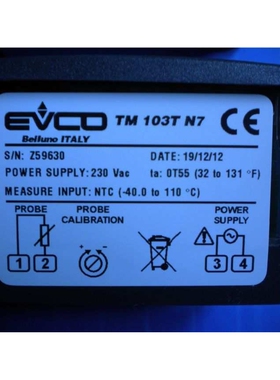 EVCO TM 103T N7 CE
Belluno ITALY
S/N: Z59630 DATE: 19/12/12
POWER SUPPLY: 230 Vac ta: 0T55 (32 to 131 °F)
MEASURE INPUT: NTC (-40.0 to 110 °C)
PROBE PROBE CALIBRATION POWER SUPPLY
1 2 3 4